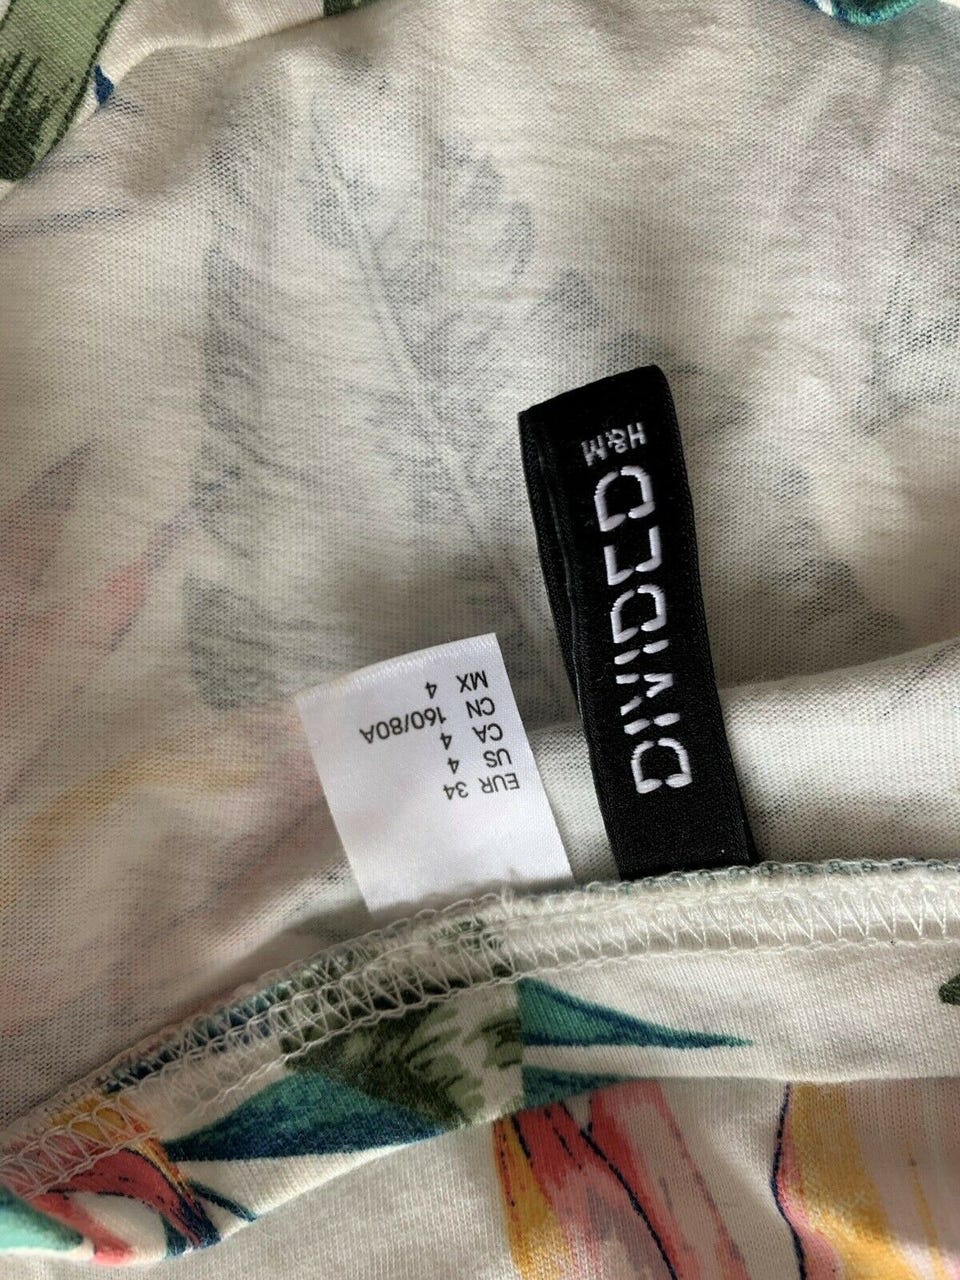 DIVIDED
H&M
EUR 34
US 4
CA 4
CN 160/80A
MX 4